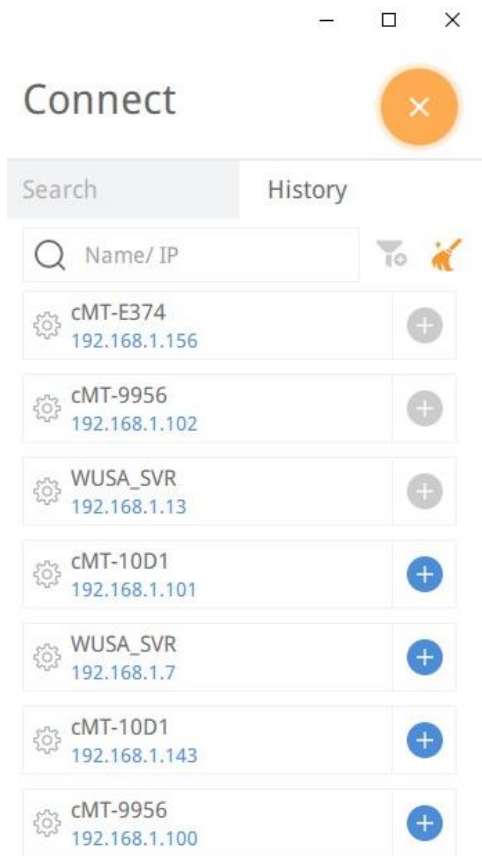 Connect
Search
History
Name/ IP
cMT-E374
192.168.1.156
cMT-9956
192.168.1.102
WUSA_SVR
192.168.1.13
cMT-10D1
192.168.1.101
WUSA_SVR
192.168.1.7
cMT-10D1
192.168.1.143
cMT-9956
192.168.1.100